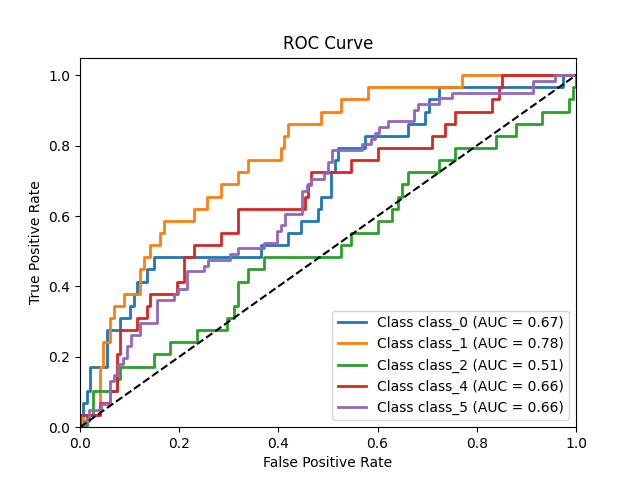 ROC Curve
1.0
0.8
0.6
0.4
0.2
0.0
True Positive Rate
Class class_0 (AUC = 0.67)
Class class_1 (AUC = 0.78)
Class class_2 (AUC = 0.51)
Class class_4 (AUC = 0.66)
Class class_5 (AUC = 0.66)
0.0 0.2 0.4 0.6 0.8 1.0
False Positive Rate